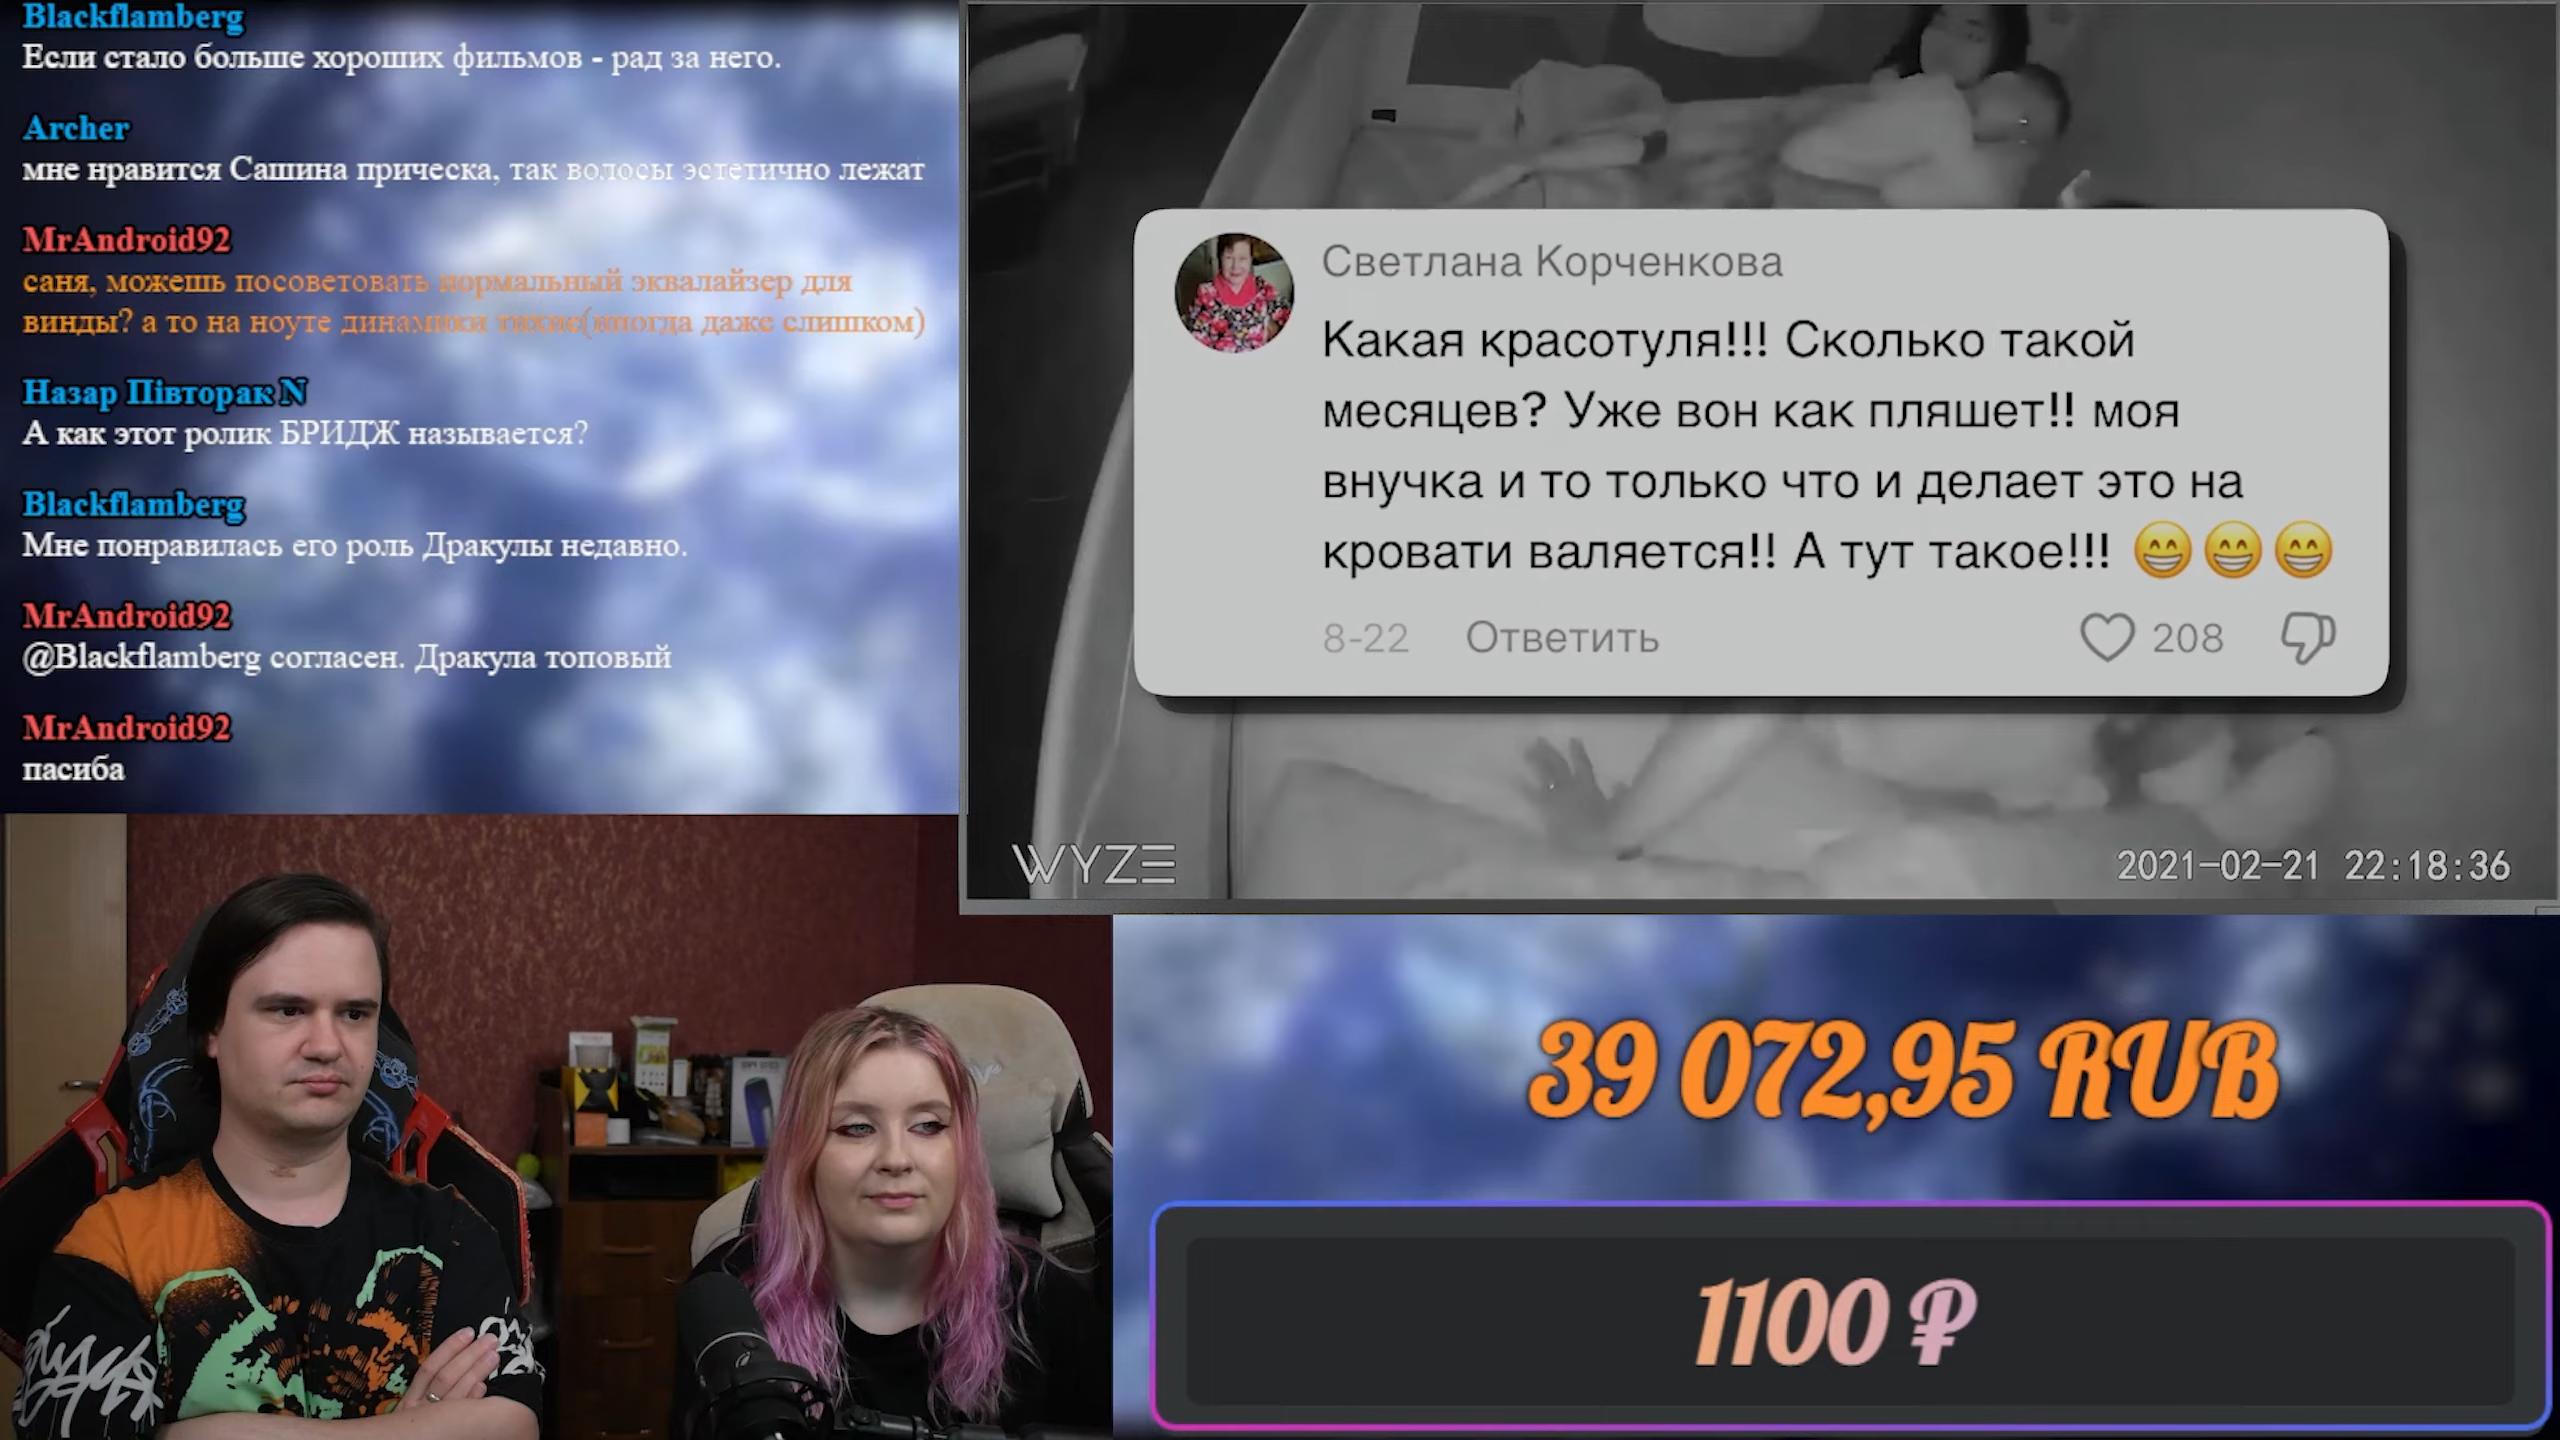 Blackflamberg
Если стало больше хороших фильмов - рад за него.
Archer
мне нравится Сашина прическа, так волосы эстетично лежат
MrAndroid92
саня, можешь посоветовать нормальный эквалайзер для
винды? а то на ноуте динамики тихие(иногда даже слишком)
Назар Півторак N
А как этот ролик БРИДЖ называется?
Blackflamberg
Мне понравилась его роль Дракулы недавно.
MrAndroid92
@Blackflamberg согласен. Дракула топовый
MrAndroid92
пасиба
Светлана Корченкова
Какая красотуля!!! Сколько такой
месяцев? Уже вон как пляшет!! моя
внучка и то только что и делает это на
кровати валяется!! А тут такое!!! 😁😁😁
8-22 Ответить 208
WYZE
2021-02-21 22:18:36
39 072,95 RUB
1100 ₽